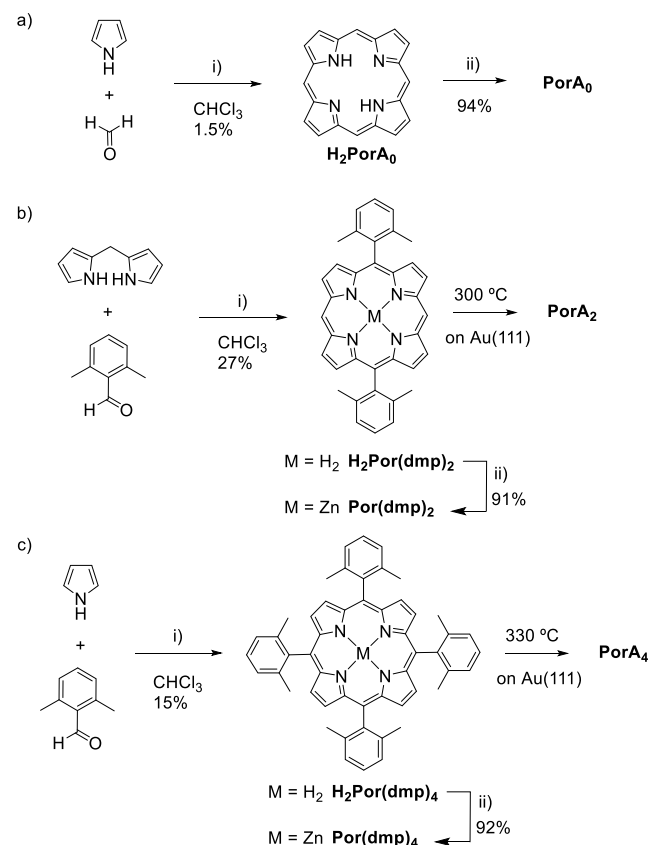 a)
N
H
+
H H
O
i)
CHCl3
1.5%
NH N
N HN
H2PorA0
ii)
94%
PorA0
b)
NH HN
+
H O
i)
CHCl3
27%
N N
M
N N
300 ºC
on Au(111)
PorA2
M = H2 H2Por(dmp)2
ii)
91%
M = Zn Por(dmp)2
c)
N
H
+
H O
i)
CHCl3
15%
N N
M
N N
330 ºC
on Au(111)
PorA4
M = H2 H2Por(dmp)4
ii)
92%
M = Zn Por(dmp)4